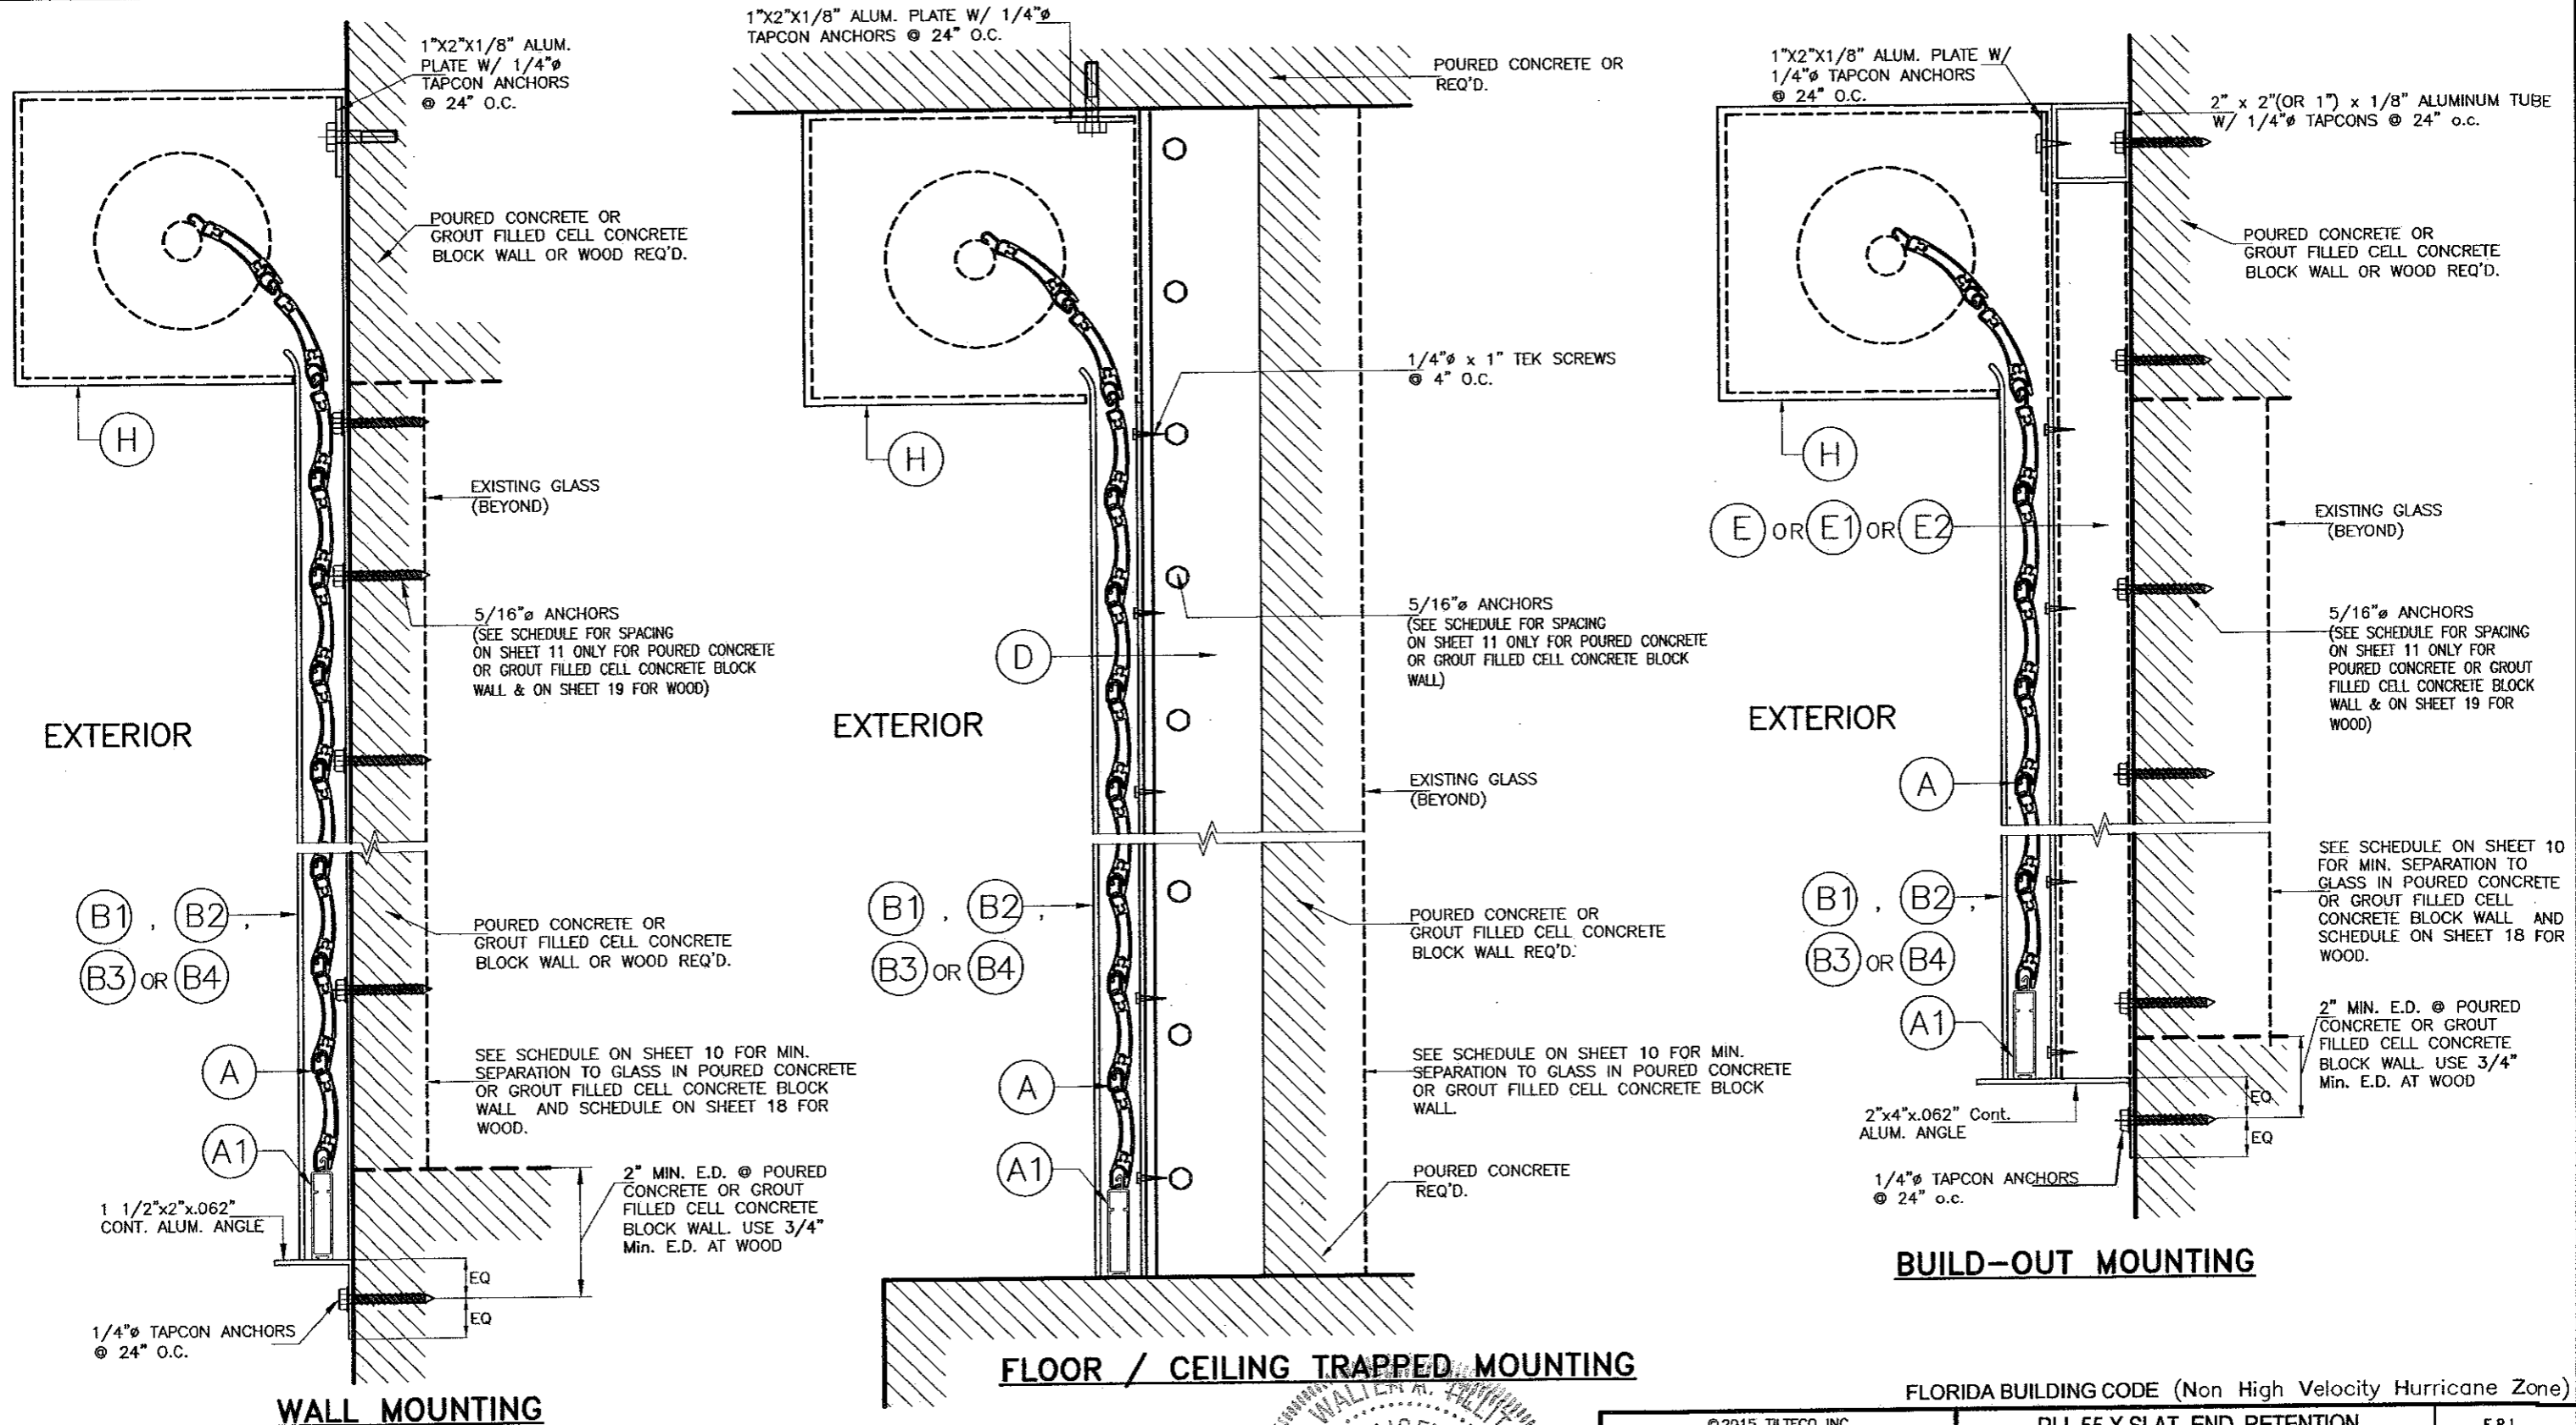 1"X2"X1/8" ALUM.
PLATE W/ 1/4"ø
TAPCON ANCHORS
@ 24" O.C.
POURED CONCRETE OR
GROUT FILLED CELL CONCRETE
BLOCK WALL OR WOOD REQ'D.
H
EXISTING GLASS
(BEYOND)
5/16"ø ANCHORS
(SEE SCHEDULE FOR SPACING
ON SHEET 11 ONLY FOR POURED CONCRETE
OR GROUT FILLED CELL CONCRETE BLOCK
WALL & ON SHEET 19 FOR WOOD)
EXTERIOR
B1 , B2 ,
B3 OR B4
POURED CONCRETE OR
GROUT FILLED CELL CONCRETE
BLOCK WALL OR WOOD REQ'D.
A
SEE SCHEDULE ON SHEET 10 FOR MIN.
SEPARATION TO GLASS IN POURED CONCRETE
OR GROUT FILLED CELL CONCRETE BLOCK
WALL AND SCHEDULE ON SHEET 18 FOR
WOOD.
A1
1 1/2"x2"x.062"
CONT. ALUM. ANGLE
2" MIN. E.D. @ POURED
CONCRETE OR GROUT
FILLED CELL CONCRETE
BLOCK WALL. USE 3/4"
Min. E.D. AT WOOD
EQ
EQ
1/4"ø TAPCON ANCHORS
@ 24" O.C.
WALL MOUNTING
1"X2"X1/8" ALUM. PLATE W/ 1/4"ø
TAPCON ANCHORS @ 24" O.C.
POURED CONCRETE OR
REQ'D.
H
1/4"ø x 1" TEK SCREWS
@ 4" O.C.
5/16"ø ANCHORS
(SEE SCHEDULE FOR SPACING
ON SHEET 11 ONLY FOR POURED CONCRETE
OR GROUT FILLED CELL CONCRETE BLOCK
WALL)
D
EXTERIOR
EXISTING GLASS
(BEYOND)
B1 , B2 ,
B3 OR B4
POURED CONCRETE OR
GROUT FILLED CELL CONCRETE
BLOCK WALL REQ'D.
A
SEE SCHEDULE ON SHEET 10 FOR MIN.
SEPARATION TO GLASS IN POURED CONCRETE
OR GROUT FILLED CELL CONCRETE BLOCK
WALL.
A1
POURED CONCRETE
REQ'D.
FLOOR / CEILING TRAPPED MOUNTING
1"X2"X1/8" ALUM. PLATE W/
1/4"ø TAPCON ANCHORS
@ 24" O.C.
2" x 2"(OR 1") x 1/8" ALUMINUM TUBE
W/ 1/4"ø TAPCONS @ 24" o.c.
POURED CONCRETE OR
GROUT FILLED CELL CONCRETE
BLOCK WALL OR WOOD REQ'D.
H
E OR E1 OR E2
EXISTING GLASS
(BEYOND)
5/16"ø ANCHORS
(SEE SCHEDULE FOR SPACING
ON SHEET 11 ONLY FOR
POURED CONCRETE OR GROUT
FILLED CELL CONCRETE BLOCK
WALL & ON SHEET 19 FOR
WOOD)
EXTERIOR
A
B1 , B2 ,
B3 OR B4
SEE SCHEDULE ON SHEET 10
FOR MIN. SEPARATION TO
GLASS IN POURED CONCRETE
OR GROUT FILLED CELL
CONCRETE BLOCK WALL AND
SCHEDULE ON SHEET 18 FOR
WOOD.
A1
2" MIN. E.D. @ POURED
CONCRETE OR GROUT
FILLED CELL CONCRETE
BLOCK WALL. USE 3/4"
Min. E.D. AT WOOD
2"x4"x.062" Cont.
ALUM. ANGLE
EQ
EQ
1/4"ø TAPCON ANCHORS
@ 24" o.c.
BUILD-OUT MOUNTING
WALTER A.
FLORIDA BUILDING CODE (Non High Velocity Hurricane Zone)
©2015 TILTECO, INC.
SLAT END RETENTION